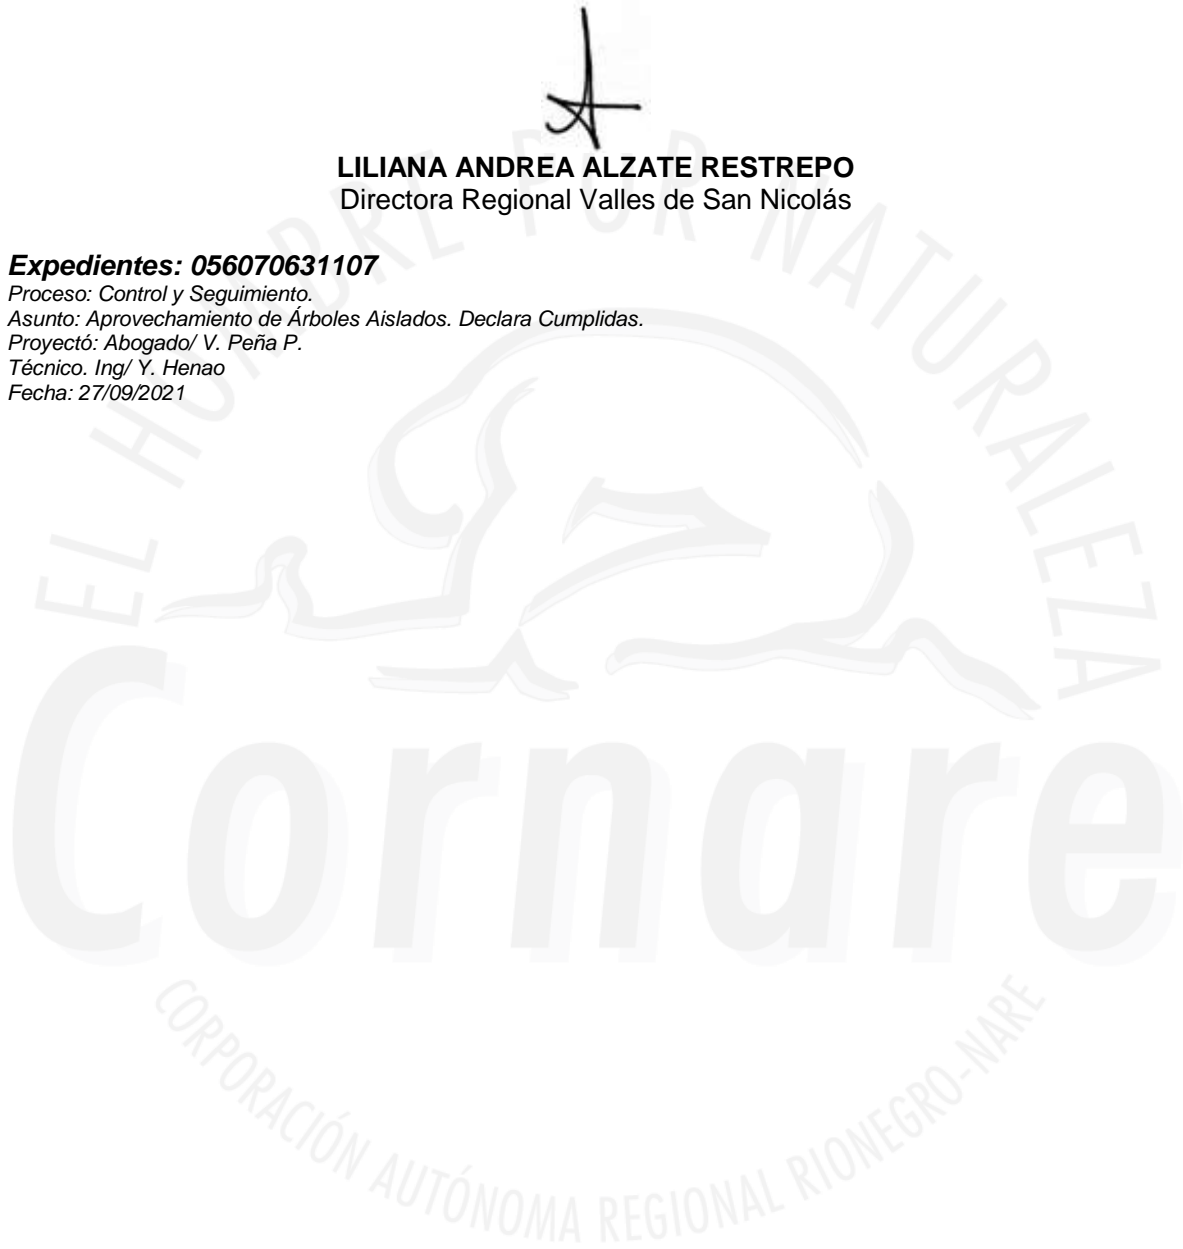 LILIANA ANDREA ALZATE RESTREPO
Directora Regional Valles de San Nicolás
Expedientes: 056070631107
Proceso: Control y Seguimiento.
Asunto: Aprovechamiento de Árboles Aislados. Declara Cumplidas.
Proyectó: Abogado/ V. Peña P.
Técnico. Ing/ Y. Henao
Fecha: 27/09/2021
EL HOMBRE POR NATURALEZA
Cornare
CORPORACIÓN AUTÓNOMA REGIONAL RIONEGRO-NARE